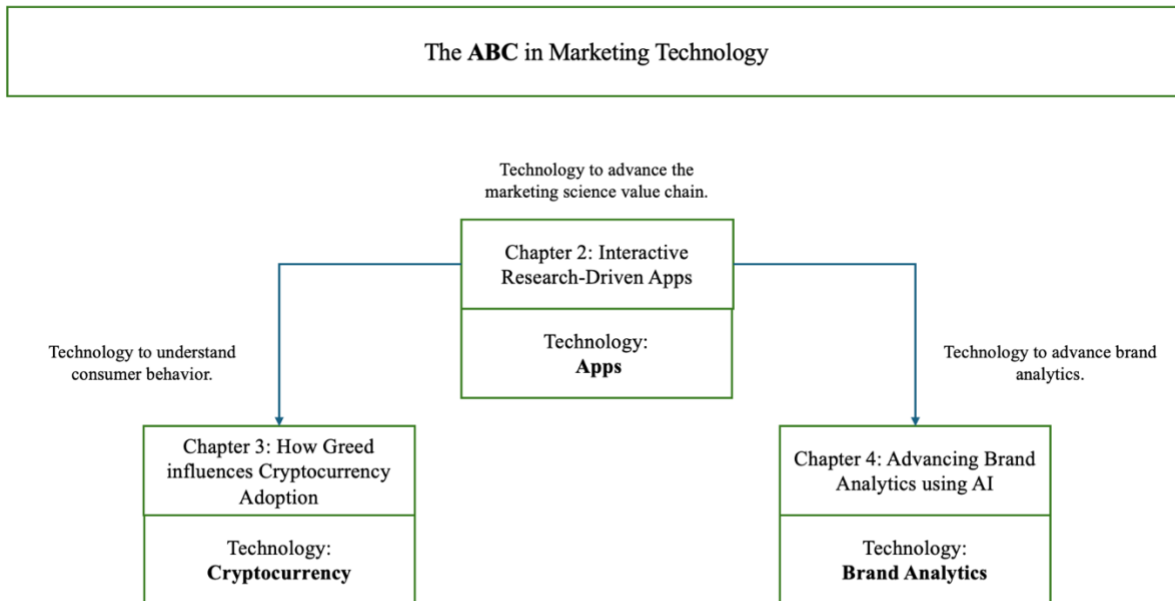 The ABC in Marketing Technology
Technology to advance the
marketing science value chain.
Chapter 2: Interactive
Research-Driven Apps
Technology:
Apps
Technology to understand
consumer behavior.
Technology to advance brand
analytics.
Chapter 3: How Greed
influences Cryptocurrency
Adoption
Technology:
Cryptocurrency
Chapter 4: Advancing Brand
Analytics using AI
Technology:
Brand Analytics